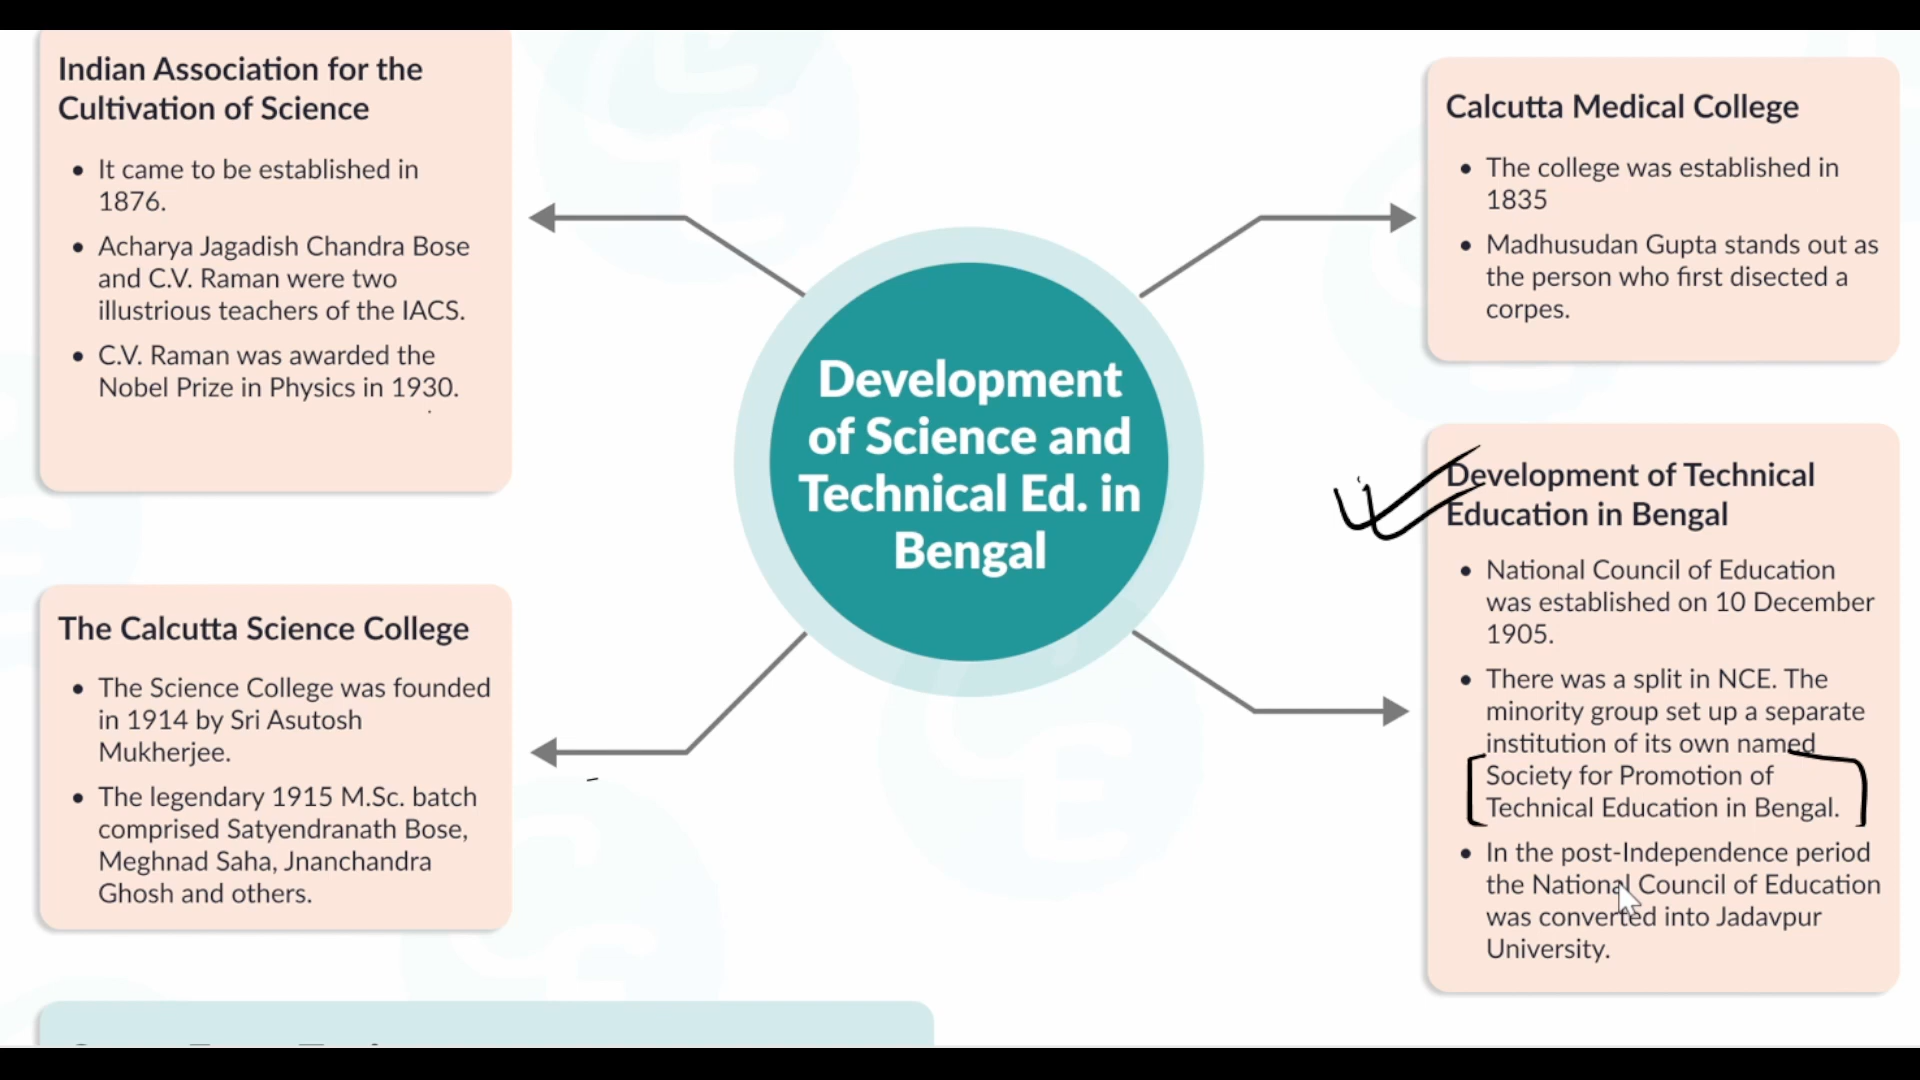 Indian Association for the
Cultivation of Science
• It came to be established in
1876.
• Acharya Jagadish Chandra Bose
and C.V. Raman were two
illustrious teachers of the IACS.
• C.V. Raman was awarded the
Nobel Prize in Physics in 1930.
Calcutta Medical College
• The college was established in
1835
• Madhusudan Gupta stands out as
the person who first disected a
corpes.
Development
of Science and
Technical Ed. in
Bengal
The Calcutta Science College
• The Science College was founded
in 1914 by Sri Asutosh
Mukherjee.
• The legendary 1915 M.Sc. batch
comprised Satyendranath Bose,
Meghnad Saha, Jnanchandra
Ghosh and others.
Development of Technical
Education in Bengal
• National Council of Education
was established on 10 December
1905.
• There was a split in NCE. The
minority group set up a separate
institution of its own named
Society for Promotion of
Technical Education in Bengal.
• In the post-Independence period
the National Council of Education
was converted into Jadavpur
University.